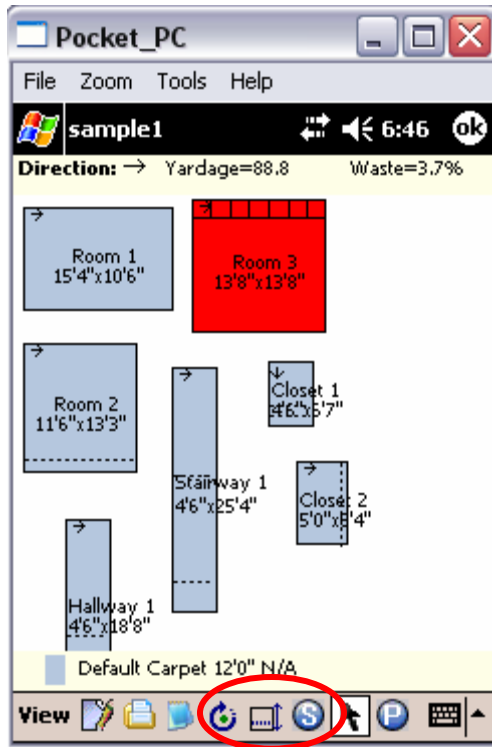 Pocket_PC
File Zoom Tools Help
sample1 6:46 ok
Direction: → Yardage=88.8 Waste=3.7%
Room 1
15'4"x10'6"
Room 3
13'8"x13'8"
Room 2
11'6"x13'3"
Closet 1
4'6"x5'7"
Stairway 1
4'6"x25'4"
Closet 2
5'0"x6'4"
Hallway 1
4'6"x18'8"
Default Carpet 12'0" N/A
View S P